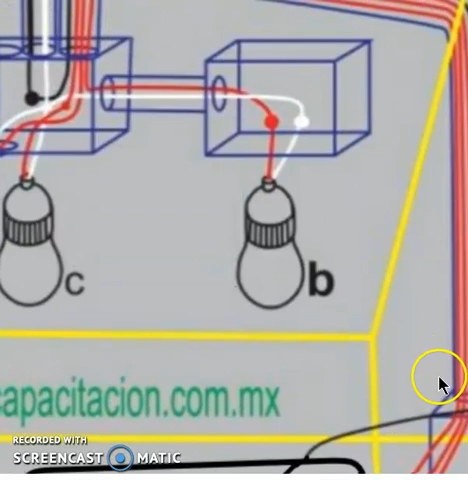 c
b
capacitacion.com.mx
RECORDED WITH
SCREENCAST MATIC